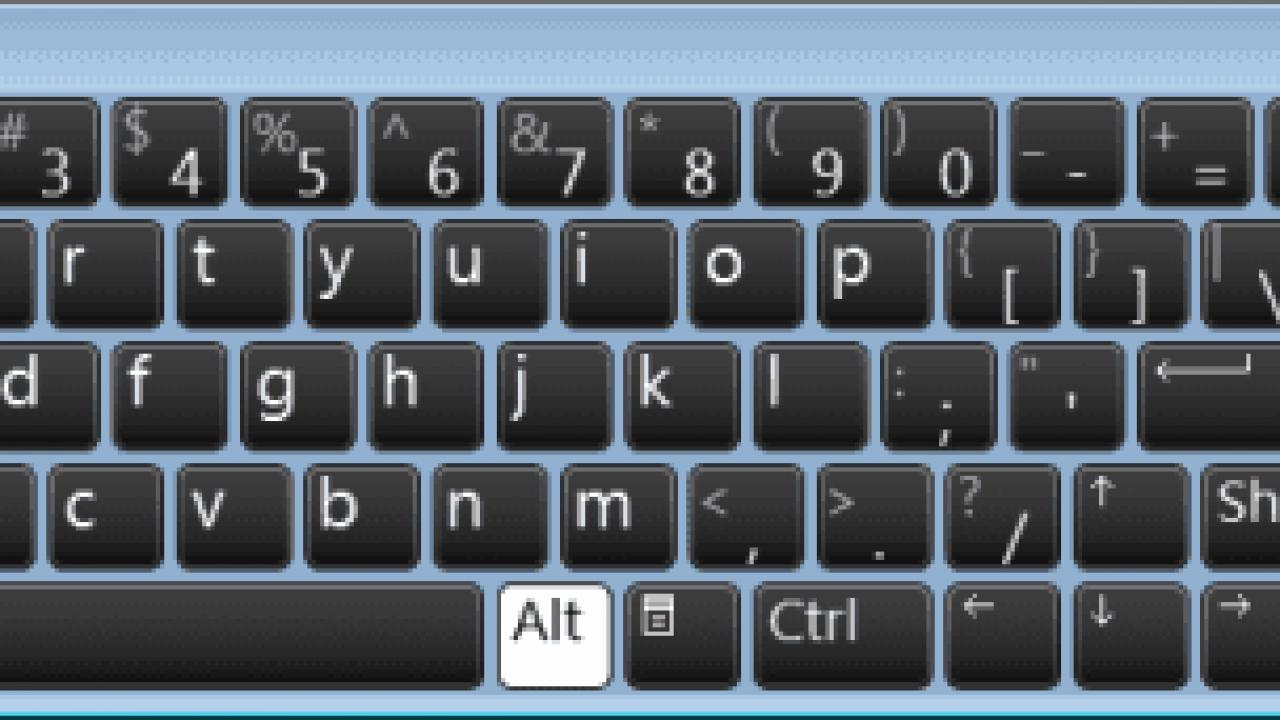 # 3 $ 4 % 5 ^ 6 & 7 * 8 ( 9 ) 0 _ - + =
r t y u i o p { [ } ] | \
d f g h j k l : ; " '
c v b n m < , > . ? / ↑ Sh
Alt Ctrl ← ↓ →